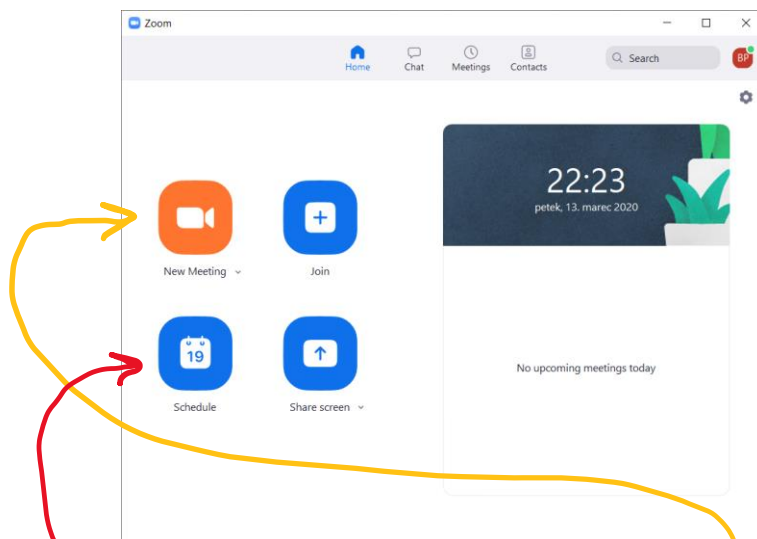 Zoom
Home
Chat
Meetings
Contacts
Search
BP
22:23
petek, 13. marec 2020
New Meeting
Join
19
Schedule
Share screen
No upcoming meetings today